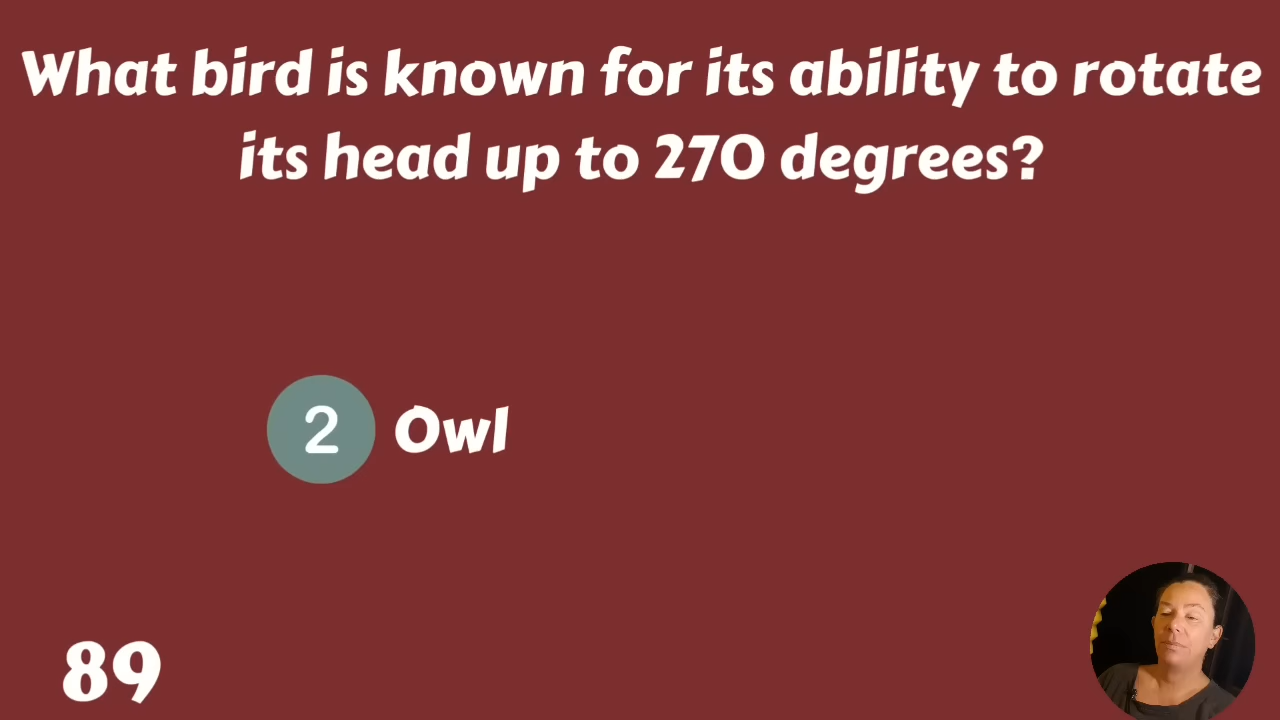 What bird is known for its ability to rotate
its head up to 270 degrees?
2 Owl
89